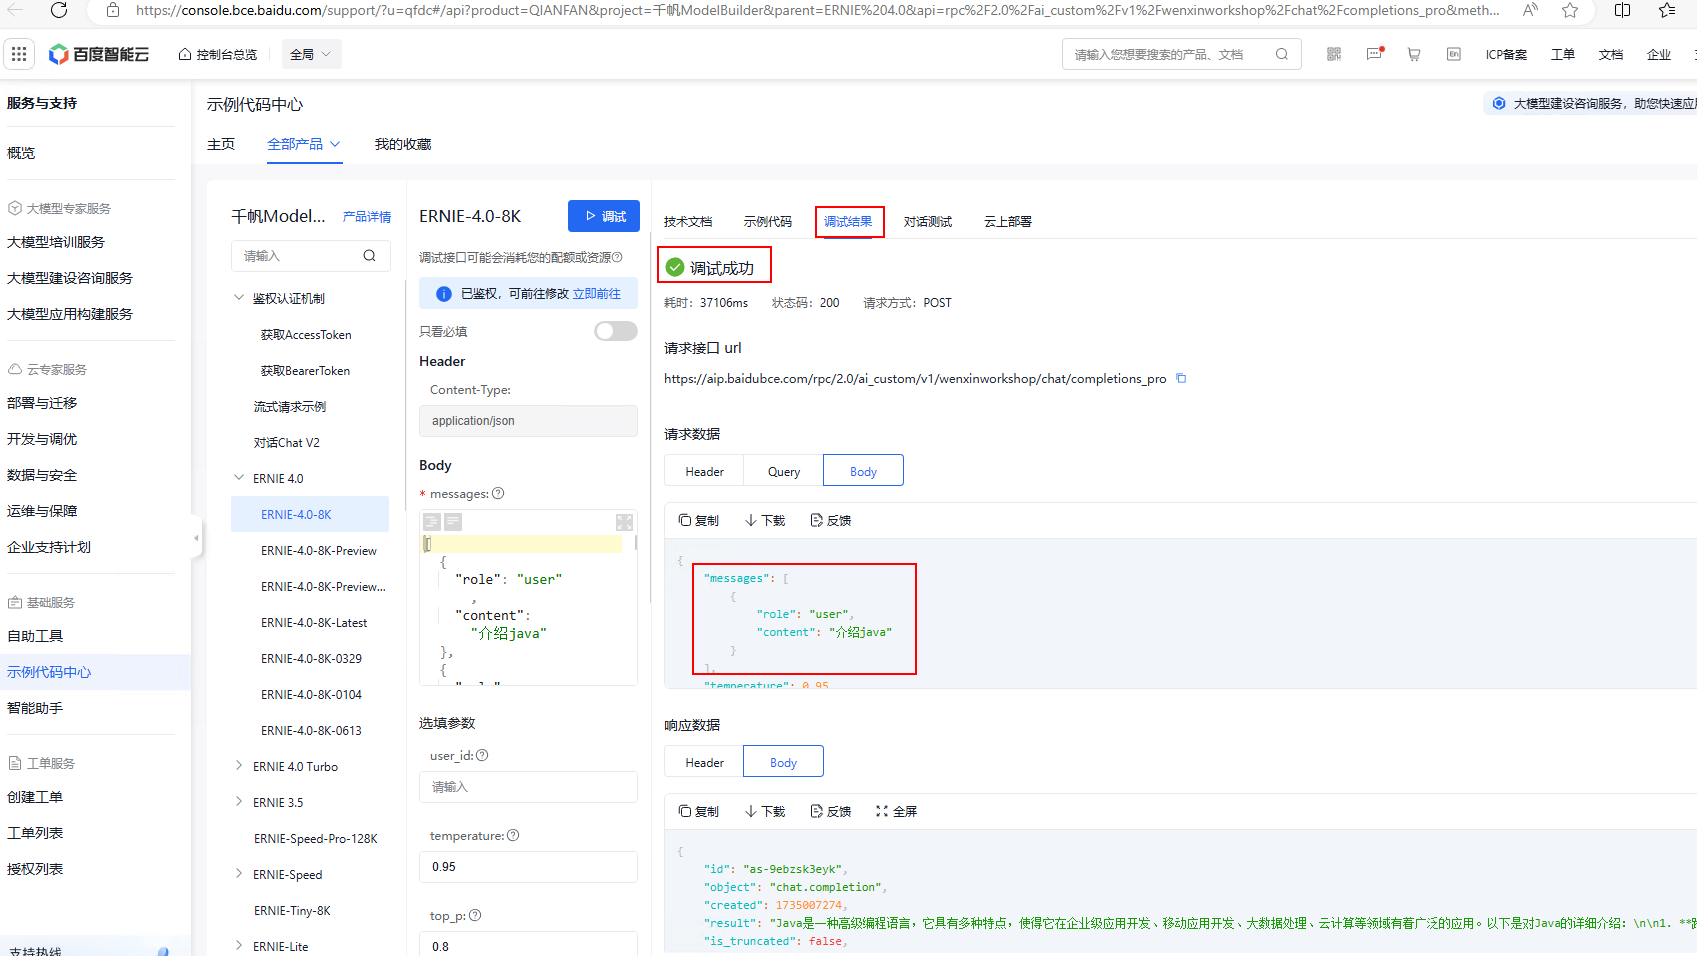 https://console.bce.baidu.com/support/?u=qfdc#/api?product=QIANFAN&project=千帆ModelBuilder&parent=ERNIE%204.0&api=rpc%2F2.0%2Fai_custom%2Fv1%2Fwenxinworkshop%2Fchat%2Fcompletions_pro&meth...
百度智能云 控制台总览 全局 请输入您想要搜索的产品、文档 ICP备案 工单 文档 企业
服务与支持
概览
大模型专家服务
大模型培训服务
大模型建设咨询服务
大模型应用构建服务
云专家服务
部署与迁移
开发与调优
数据与安全
运维与保障
企业支持计划
基础服务
自助工具
示例代码中心
智能助手
工单服务
创建工单
工单列表
授权列表
支持热线
示例代码中心
大模型建设咨询服务，助您快速应
主页 全部产品 我的收藏
千帆Model... 产品详情
请输入
鉴权认证机制
获取AccessToken
获取BearerToken
流式请求示例
对话Chat V2
ERNIE 4.0
ERNIE-4.0-8K
ERNIE-4.0-8K-Preview
ERNIE-4.0-8K-Preview...
ERNIE-4.0-8K-Latest
ERNIE-4.0-8K-0329
ERNIE-4.0-8K-0104
ERNIE-4.0-8K-0613
ERNIE 4.0 Turbo
ERNIE 3.5
ERNIE-Speed-Pro-128K
ERNIE-Speed
ERNIE-Tiny-8K
ERNIE-Lite
ERNIE-4.0-8K 调试
调试接口可能会消耗您的配额或资源
已鉴权，可前往修改 立即前往
只看必填
Header
Content-Type:
application/json
Body
* messages:
[
{
"role": "user"
,
"content":
"介绍java"
},
{
选填参数
user_id:
请输入
temperature:
0.95
top_p:
0.8
技术文档 示例代码 调试结果 对话测试 云上部署
调试成功
耗时：37106ms 状态码：200 请求方式：POST
请求接口 url
https://aip.baidubce.com/rpc/2.0/ai_custom/v1/wenxinworkshop/chat/completions_pro
请求数据
Header Query Body
复制 下载 反馈
{
"messages": [
{
"role": "user",
"content": "介绍java"
}
],
"temperature": 0.95
响应数据
Header Body
复制 下载 反馈 全屏
{
"id": "as-9ebzsk3eyk",
"object": "chat.completion",
"created": 1735007274,
"result": "Java是一种高级编程语言，它具有多种特点，使得它在企业级应用开发、移动应用开发、大数据处理、云计算等领域有着广泛的应用。以下是对Java的详细介绍：\n\n1. **
"is_truncated": false,